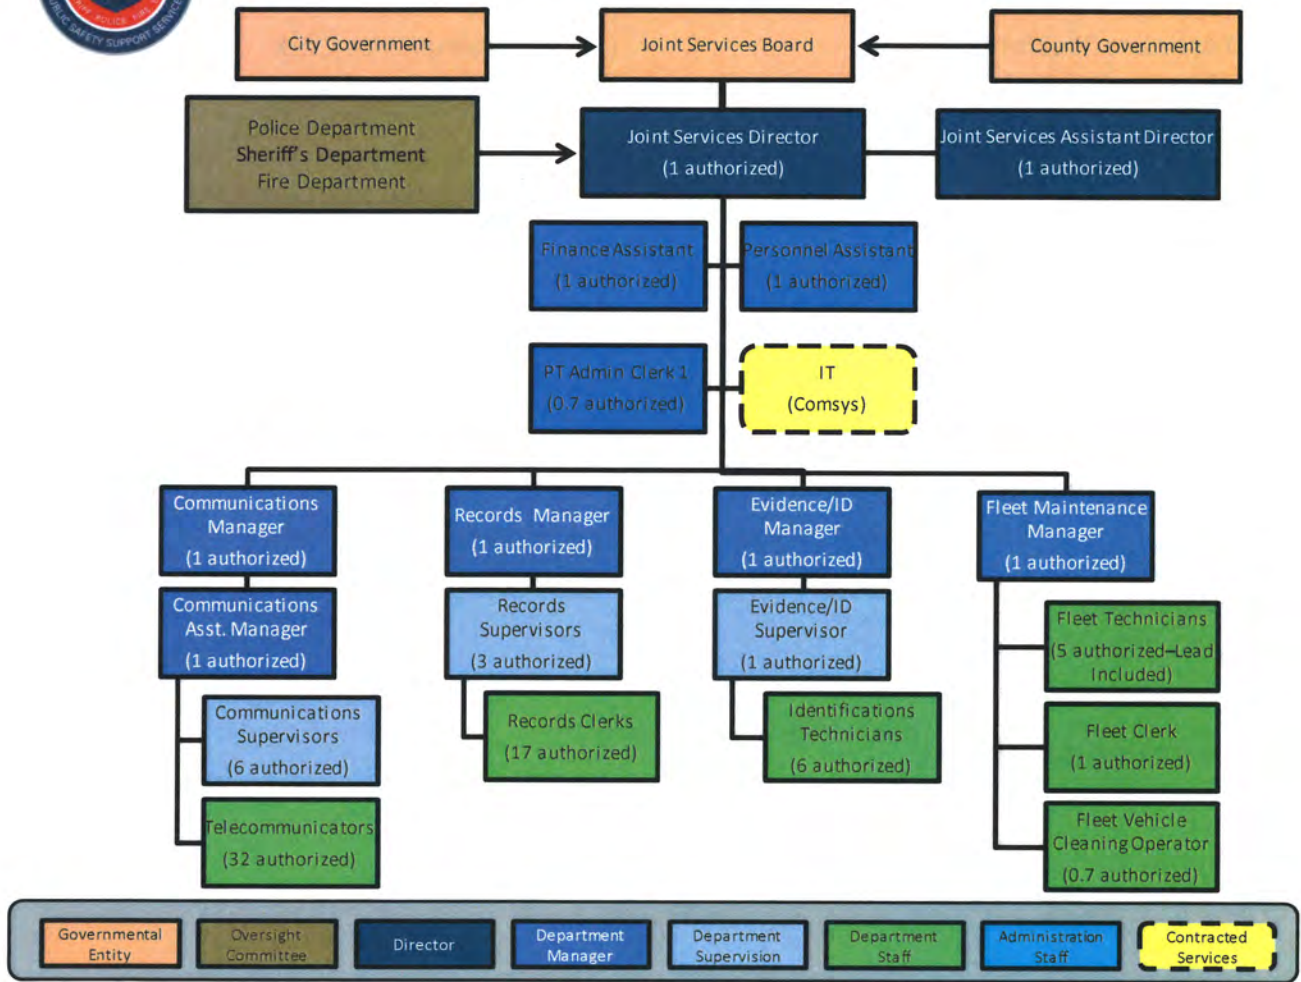 POLICE FIRE
PUBLIC SAFETY SUPPORT SERVICES
City Government
Joint Services Board
County Government
Police Department
Sheriff's Department
Fire Department
Joint Services Director
(1 authorized)
Joint Services Assistant Director
(1 authorized)
Finance Assistant
(1 authorized)
Personnel Assistant
(1 authorized)
PT Admin Clerk 1
(0.7 authorized)
IT
(Comsys)
Communications
Manager
(1 authorized)
Records Manager
(1 authorized)
Evidence/ID
Manager
(1 authorized)
Fleet Maintenance
Manager
(1 authorized)
Communications
Asst. Manager
(1 authorized)
Records
Supervisors
(3 authorized)
Evidence/ID
Supervisor
(1 authorized)
Fleet Technicians
(5 authorized–Lead
Included)
Communications
Supervisors
(6 authorized)
Records Clerks
(17 authorized)
Identifications
Technicians
(6 authorized)
Fleet Clerk
(1 authorized)
Telecommunicators
(32 authorized)
Fleet Vehicle
Cleaning Operator
(0.7 authorized)
Governmental
Entity
Oversight
Committee
Director
Department
Manager
Department
Supervision
Department
Staff
Administration
Staff
Contracted
Services